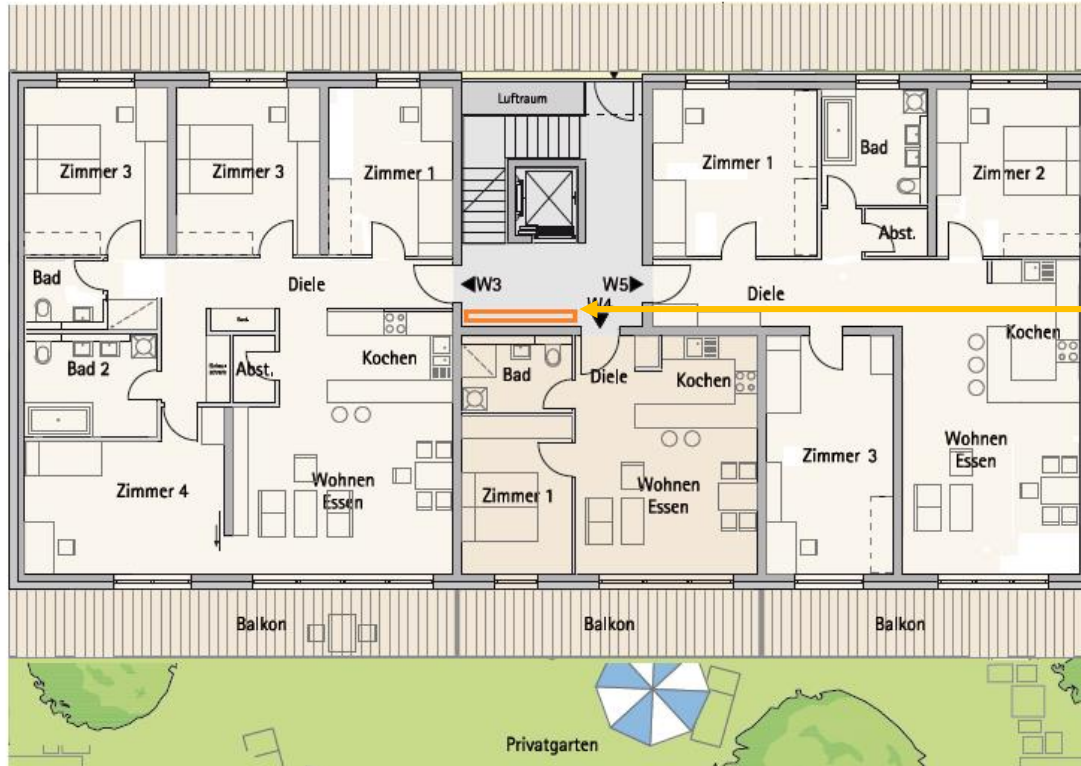 Luftraum
Zimmer 3
Zimmer 3
Zimmer 1
Zimmer 1
Bad
Zimmer 2
Abst.
Bad
Diele
W3
W5
W4
Diele
Kochen
Bad 2
Abst.
Kochen
Bad
Diele
Kochen
Zimmer 4
Wohnen
Essen
Zimmer 1
Wohnen
Essen
Zimmer 3
Wohnen
Essen
Balkon
Balkon
Balkon
Privatgarten